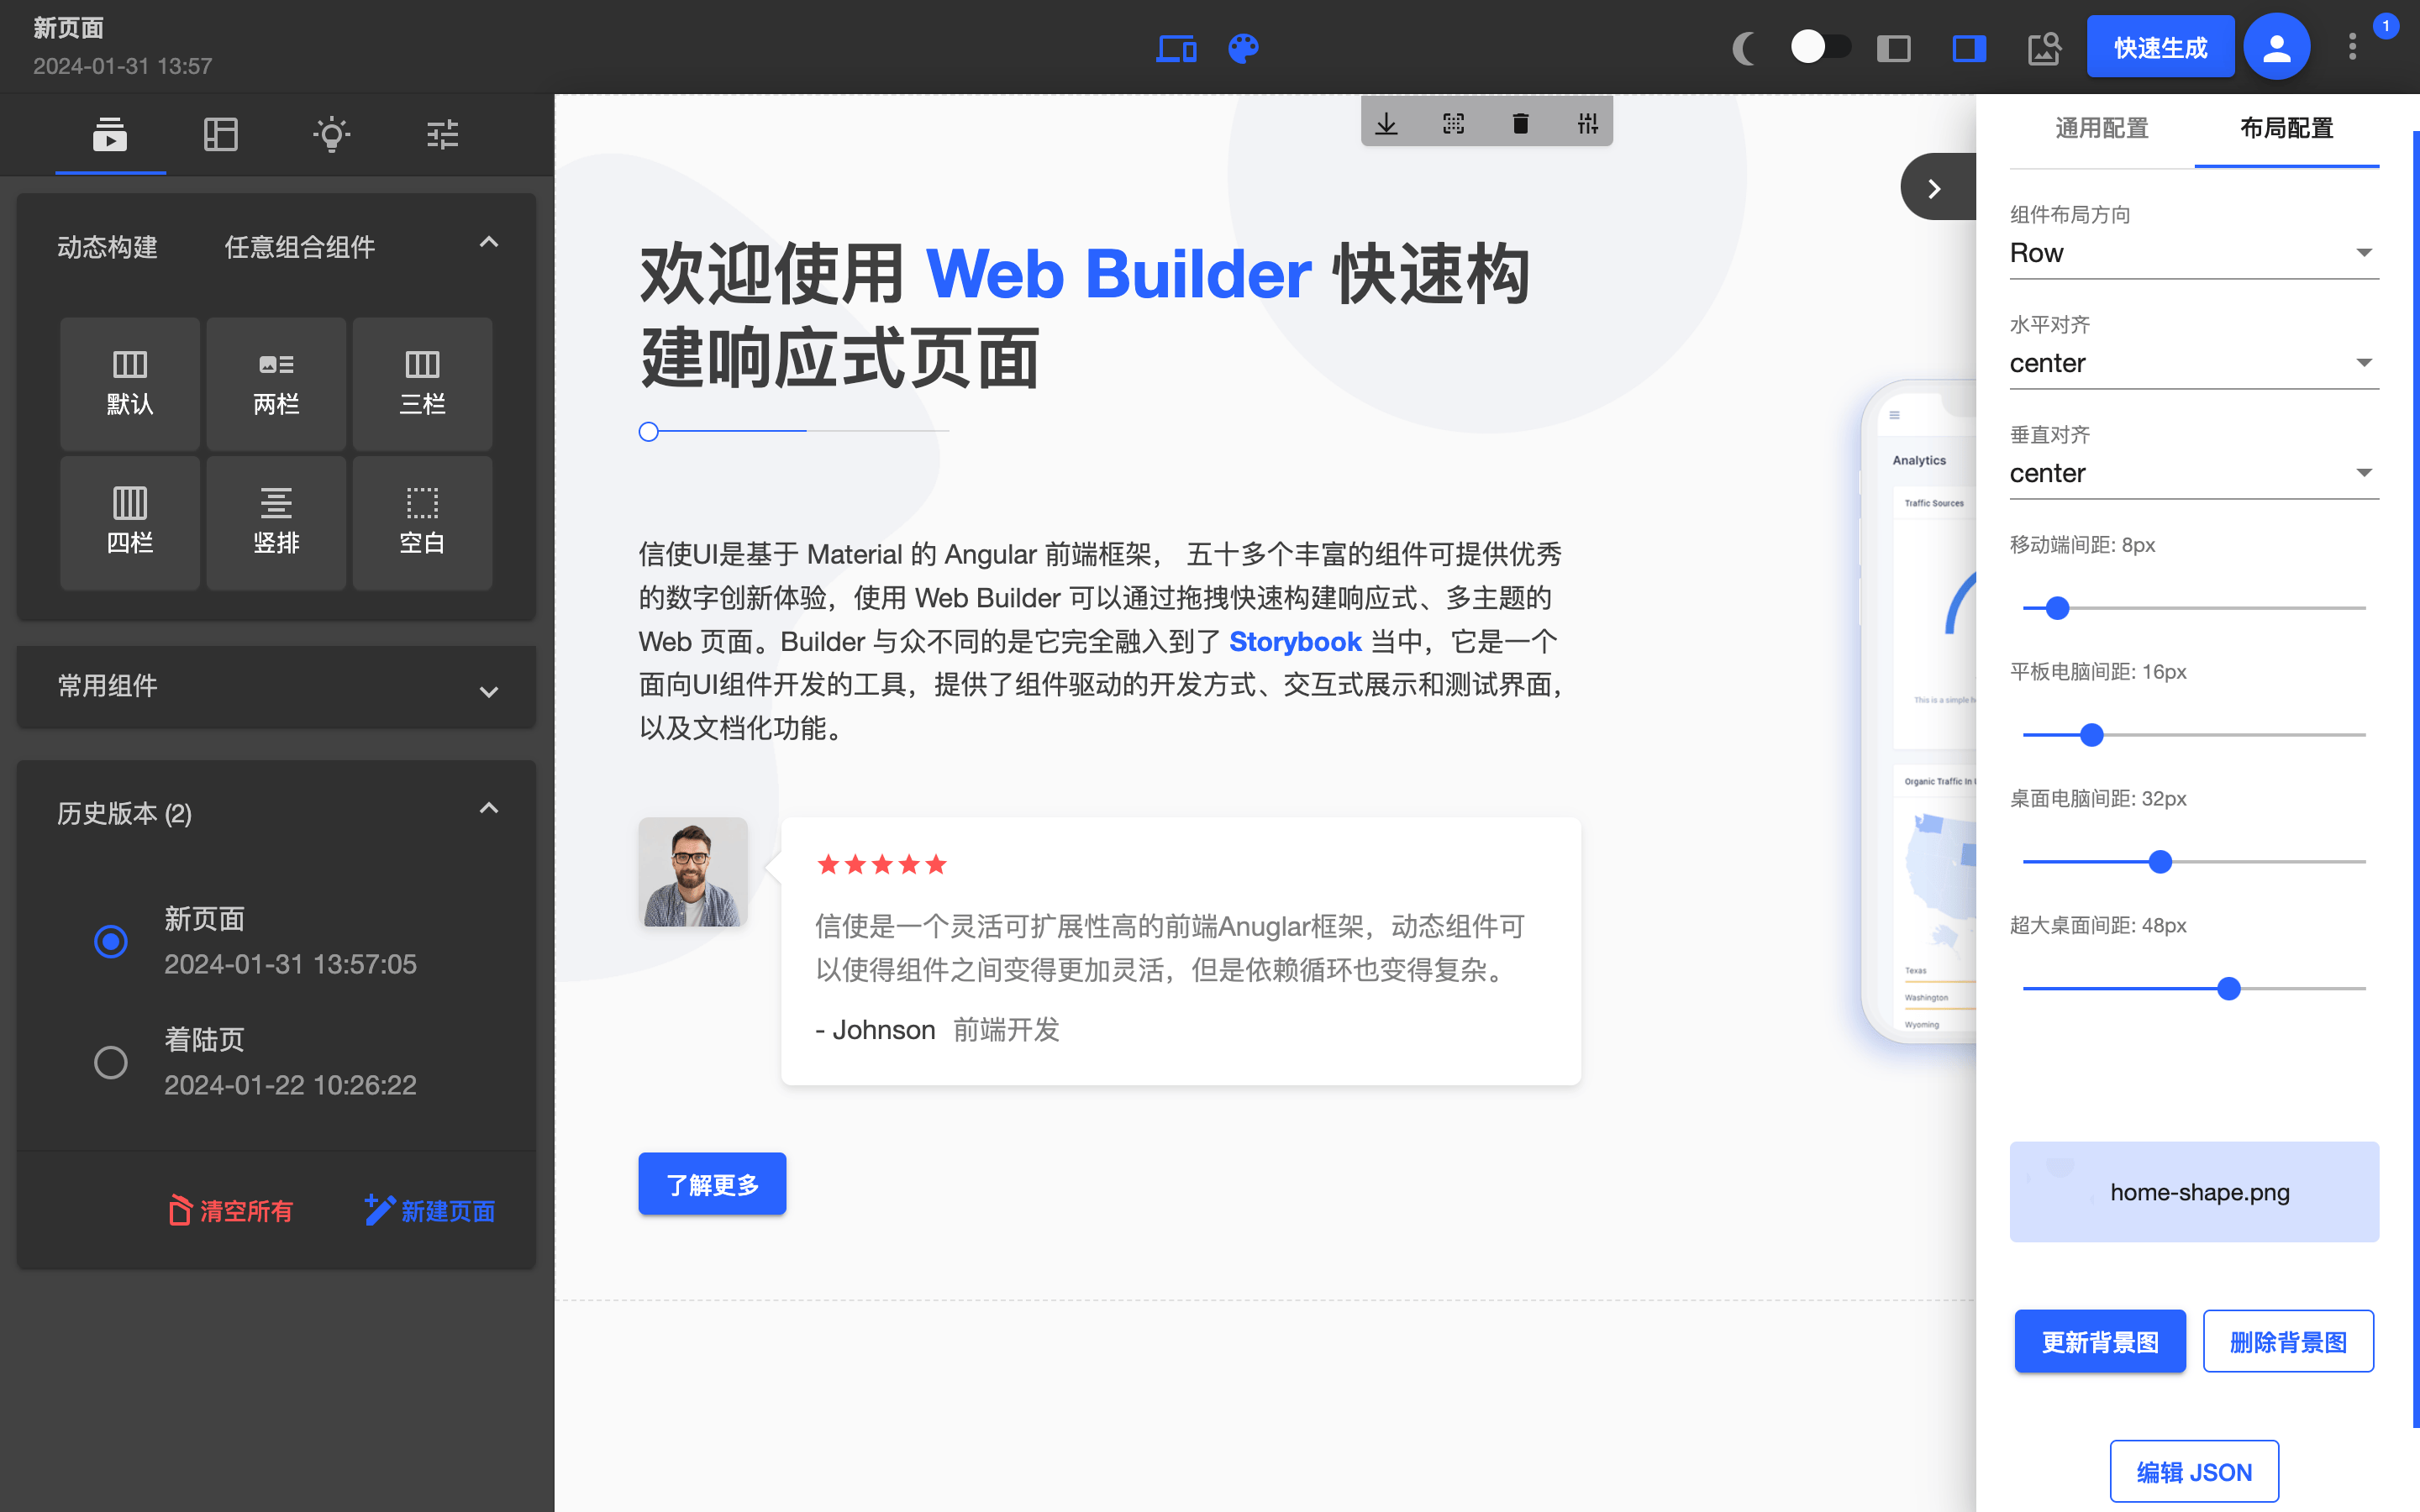 新页面
2024-01-31 13:57
快速生成
1
动态构建 任意组合组件
默认
两栏
三栏
四栏
竖排
空白
常用组件
历史版本 (2)
新页面
2024-01-31 13:57:05
着陆页
2024-01-22 10:26:22
清空所有
新建页面
欢迎使用 Web Builder 快速构
建响应式页面
信使UI是基于 Material 的 Angular 前端框架， 五十多个丰富的组件可提供优秀
的数字创新体验，使用 Web Builder 可以通过拖拽快速构建响应式、多主题的
Web 页面。Builder 与众不同的是它完全融入到了 Storybook 当中，它是一个
面向UI组件开发的工具，提供了组件驱动的开发方式、交互式展示和测试界面，
以及文档化功能。
信使是一个灵活可扩展性高的前端Anuglar框架，动态组件可
以使得组件之间变得更加灵活，但是依赖循环也变得复杂。
- Johnson 前端开发
了解更多
Analytics
Traffic Sources
This is a simple
Organic Traffic In
Texas
Washington
Wyoming
通用配置
布局配置
组件布局方向
Row
水平对齐
center
垂直对齐
center
移动端间距: 8px
平板电脑间距: 16px
桌面电脑间距: 32px
超大桌面间距: 48px
home-shape.png
更新背景图
删除背景图
编辑 JSON